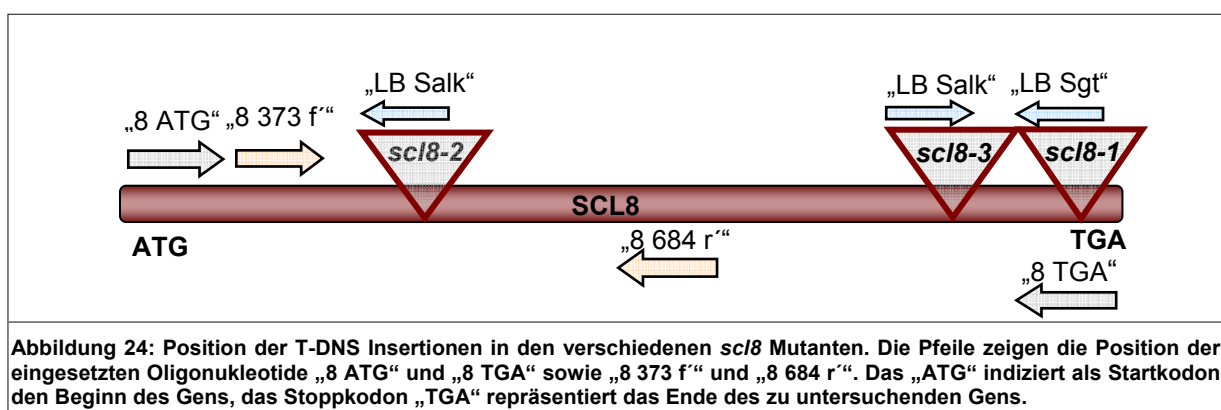 „LB Salk“ „LB Salk“ „LB Sgt“
„8 ATG“ „8 373 f´“
scl8-2 scl8-3 scl8-1
SCL8
ATG „8 684 r´“ TGA
„8 TGA“
Abbildung 24: Position der T-DNS Insertionen in den verschiedenen scl8 Mutanten. Die Pfeile zeigen die Position der
eingesetzten Oligonukleotide „8 ATG“ und „8 TGA“ sowie „8 373 f´“ und „8 684 r´“. Das „ATG“ indiziert als Startkodon
den Beginn des Gens, das Stoppkodon „TGA“ repräsentiert das Ende des zu untersuchenden Gens.